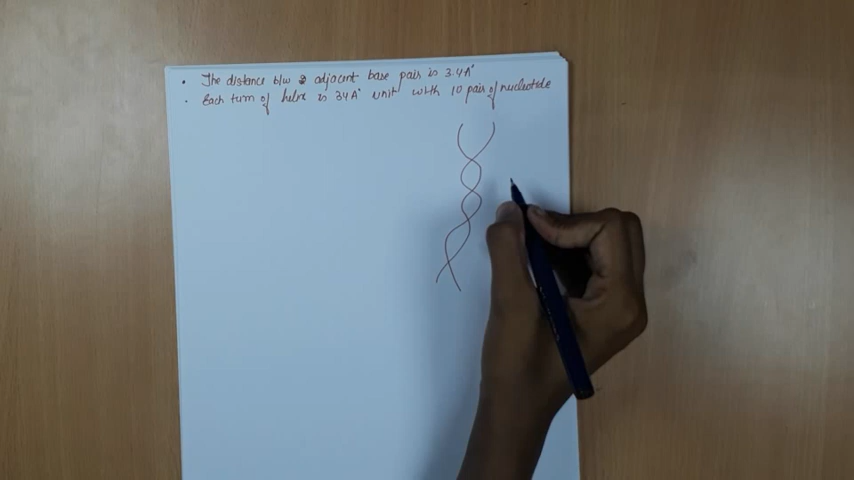 • The distance b/w 2 adjacent base pair is 3.4A°
• Each turn of helix is 34A° unit with 10 pair of nucleotide